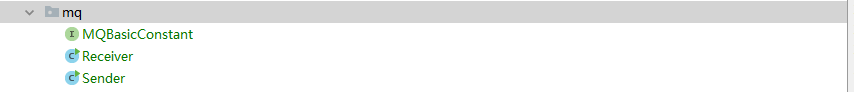 mq
I MQBasicConstant
C Receiver
C Sender